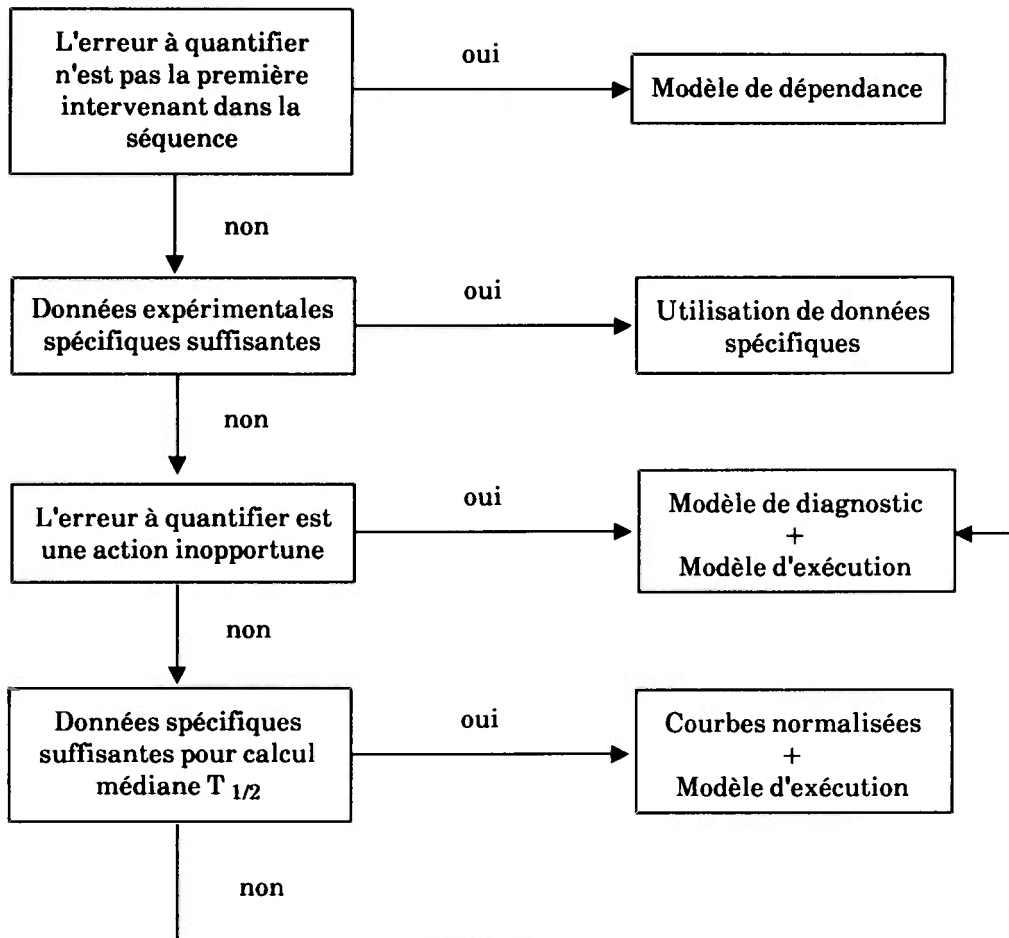 L'erreur à quantifier
n'est pas la première
intervenant dans la
séquence
oui
Modèle de dépendance
non
Données expérimentales
spécifiques suffisantes
oui
Utilisation de données
spécifiques
non
L'erreur à quantifier est
une action inopportune
oui
Modèle de diagnostic
+
Modèle d'exécution
non
Données spécifiques
suffisantes pour calcul
médiane T 1/2
oui
Courbes normalisées
+
Modèle d'exécution
non